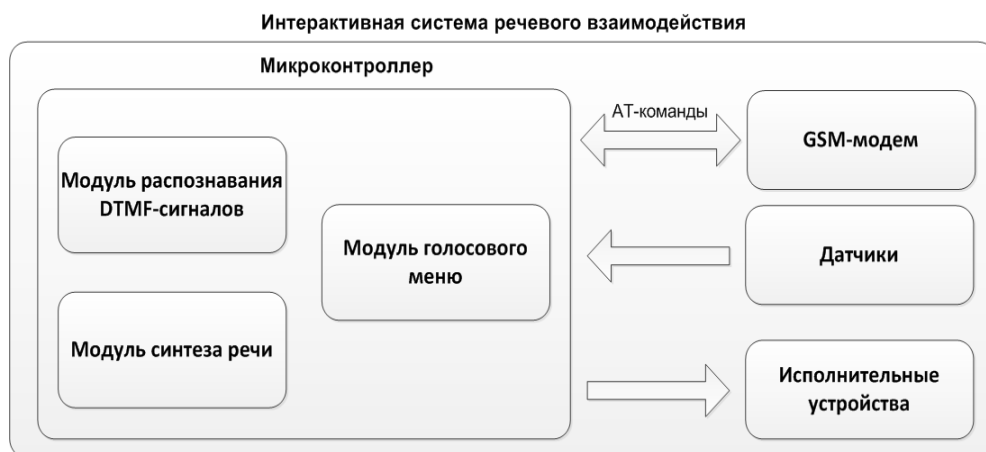 Интерактивная система речевого взаимодействия
Микроконтроллер
Модуль распознавания
DTMF-сигналов
Модуль голосового
меню
Модуль синтеза речи
АТ-команды
GSM-модем
Датчики
Исполнительные
устройства